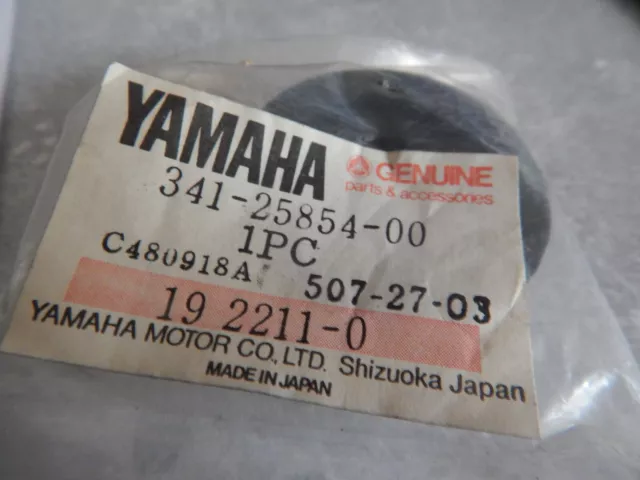 YAMAHA
GENUINE
parts & accessories
341-25854-00
1PC
C480918A 507-27-03
19 2211-0
YAMAHA MOTOR CO., LTD. Shizuoka Japan
MADE IN JAPAN